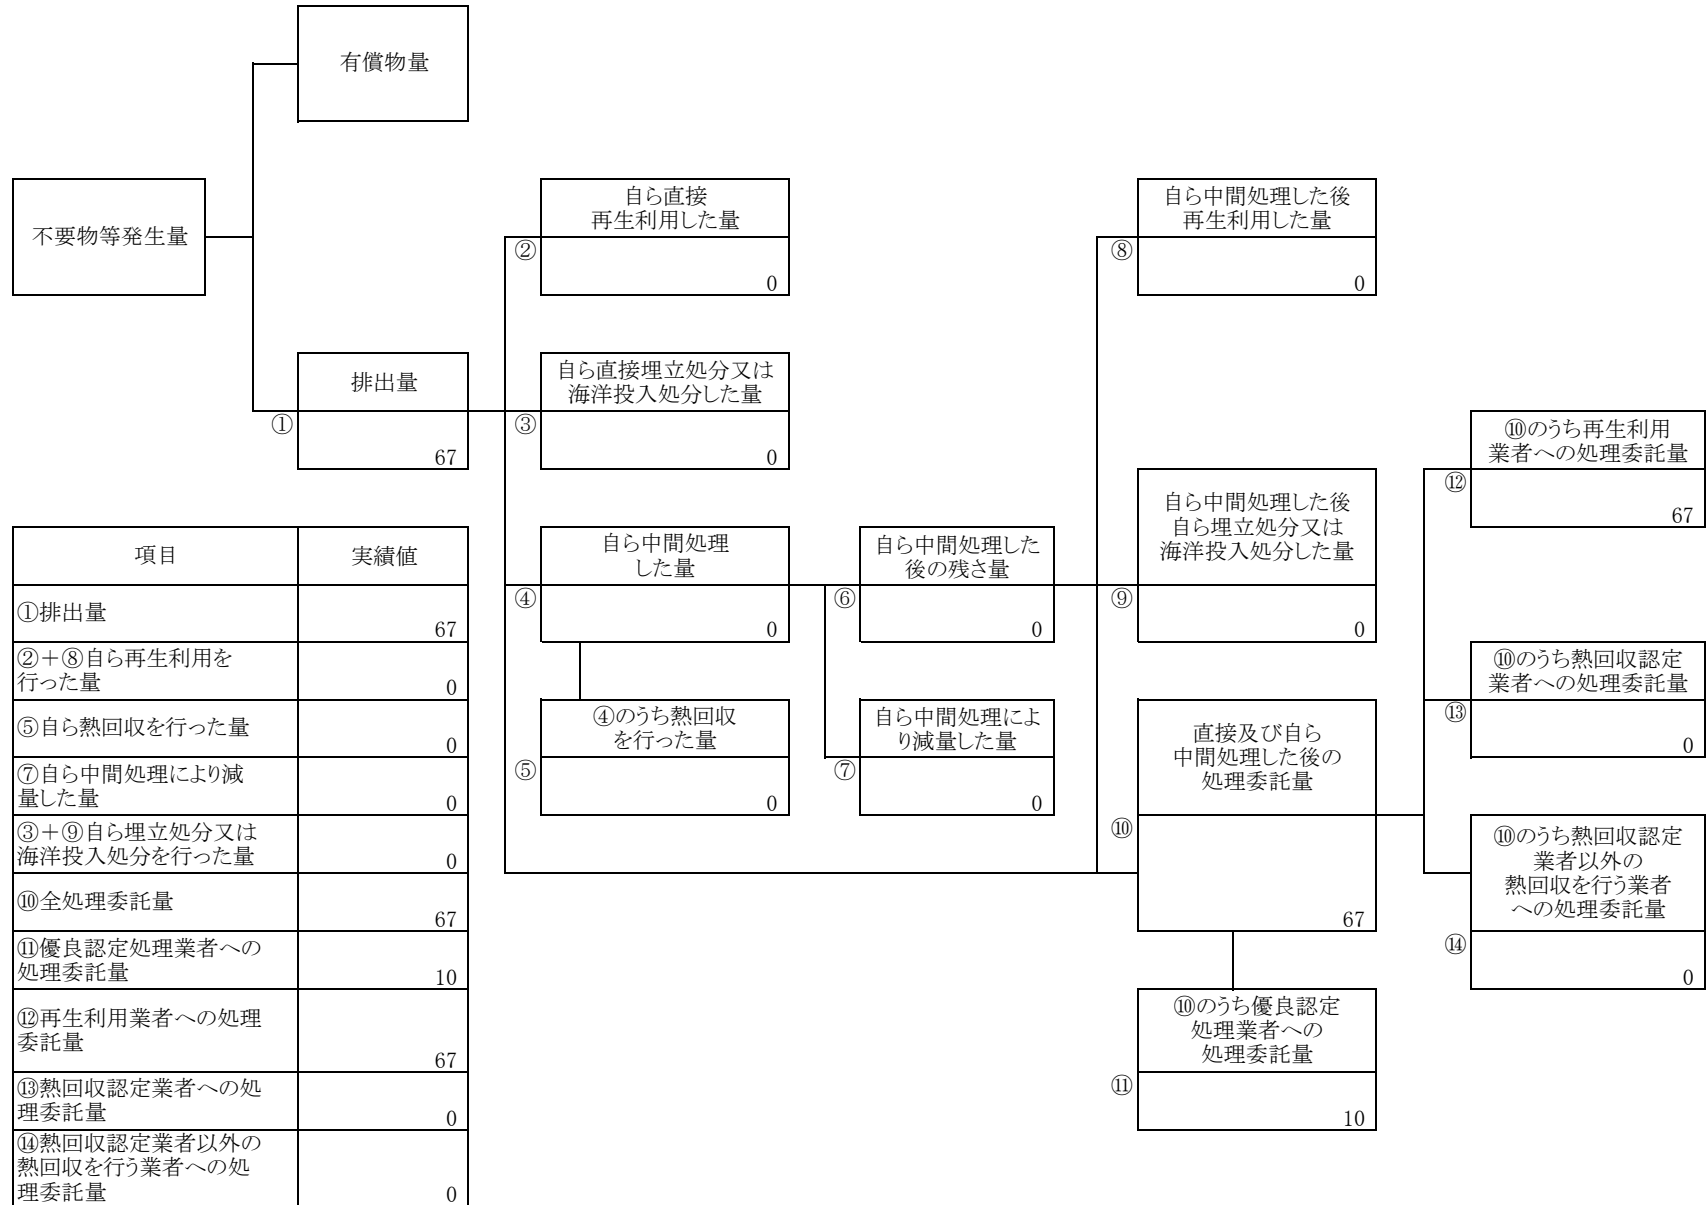 有償物量
不要物等発生量
自ら直接
再生利用した量
②
0
自ら中間処理した後
再生利用した量
⑧
0
排出量
①
67
自ら直接埋立処分又は
海洋投入処分した量
③
0
⑩のうち再生利用
業者への処理委託量
⑫
67
自ら中間処理
した量
④
0
自ら中間処理した
後の残さ量
⑥
0
自ら中間処理した後
自ら埋立処分又は
海洋投入処分した量
⑨
0
⑩のうち熱回収認定
業者への処理委託量
⑬
0
④のうち熱回収
を行った量
⑤
0
自ら中間処理によ
り減量した量
⑦
0
直接及び自ら
中間処理した後の
処理委託量
⑩
67
⑩のうち熱回収認定
業者以外の
熱回収を行う業者
への処理委託量
⑭
0
⑩のうち優良認定
処理業者への
処理委託量
⑪
10
項目 実績値
①排出量
67
②+⑧自ら再生利用を
行った量
0
⑤自ら熱回収を行った量
0
⑦自ら中間処理により減
量した量
0
③+⑨自ら埋立処分又は
海洋投入処分を行った量
0
⑩全処理委託量
67
⑪優良認定処理業者への
処理委託量
10
⑫再生利用業者への処理
委託量
67
⑬熱回収認定業者への処
理委託量
0
⑭熱回収認定業者以外の
熱回収を行う業者への処
理委託量
0